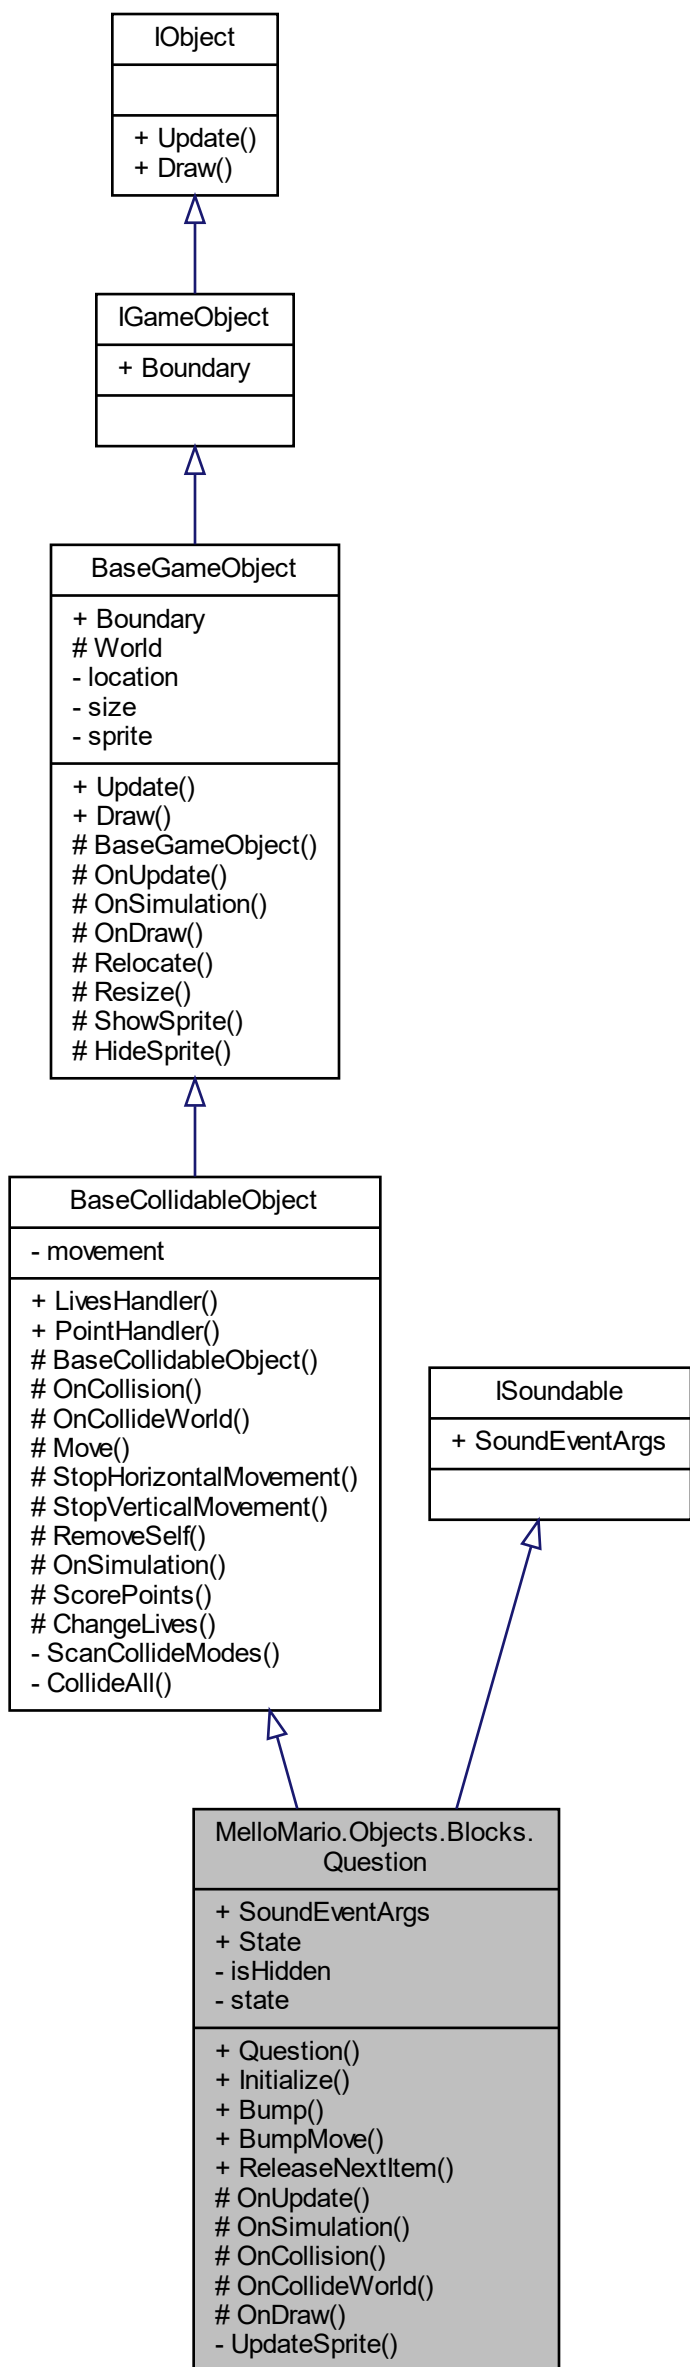 IObject
+ Update()
+ Draw()
IGameObject
+ Boundary
BaseGameObject
+ Boundary
# World
- location
- size
- sprite
+ Update()
+ Draw()
# BaseGameObject()
# OnUpdate()
# OnSimulation()
# OnDraw()
# Relocate()
# Resize()
# ShowSprite()
# HideSprite()
BaseCollidableObject
- movement
+ LivesHandler()
+ PointHandler()
# BaseCollidableObject()
# OnCollision()
# OnCollideWorld()
# Move()
# StopHorizontalMovement()
# StopVerticalMovement()
# RemoveSelf()
# OnSimulation()
# ScorePoints()
# ChangeLives()
- ScanCollideModes()
- CollideAll()
ISoundable
+ SoundEventArgs
MelloMario.Objects.Blocks.
Question
+ SoundEventArgs
+ State
- isHidden
- state
+ Question()
+ Initialize()
+ Bump()
+ BumpMove()
+ ReleaseNextItem()
# OnUpdate()
# OnSimulation()
# OnCollision()
# OnCollideWorld()
# OnDraw()
- UpdateSprite()